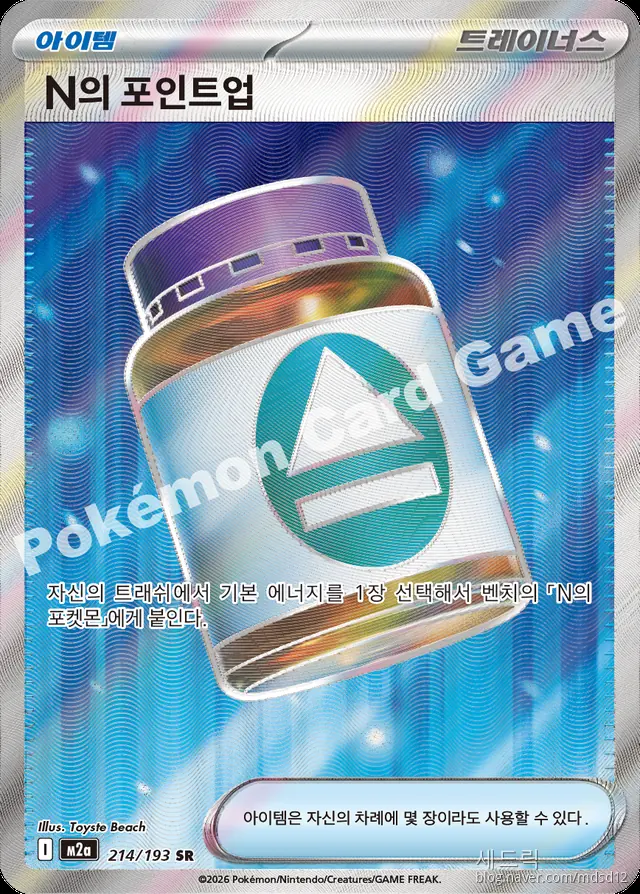 아이템 트레이너스
N의 포인트업
Pokémon Card Game
자신의 트래쉬에서 기본 에너지를 1장 선택해서 벤치의 「N의
포켓몬」에게 붙인다.
아이템은 자신의 차례에 몇 장이라도 사용할 수 있다.
Illus. Toyste Beach
I M2a 214/193 SR
세드릭
blog.naver.com/mdsd12
©2026 Pokémon/Nintendo/Creatures/GAME FREAK.